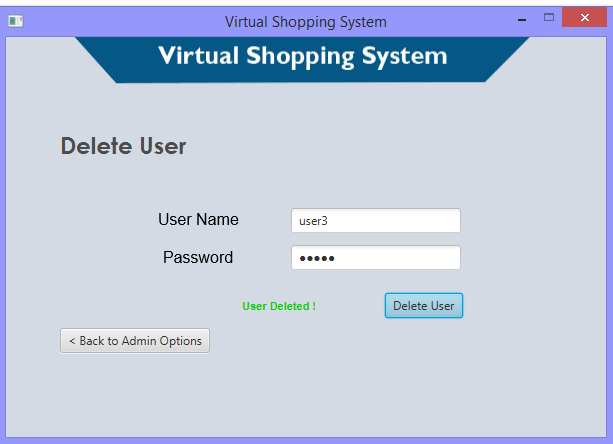 Virtual Shopping System
Virtual Shopping System
Delete User
User Name user3
Password •••••
User Deleted ! Delete User
< Back to Admin Options